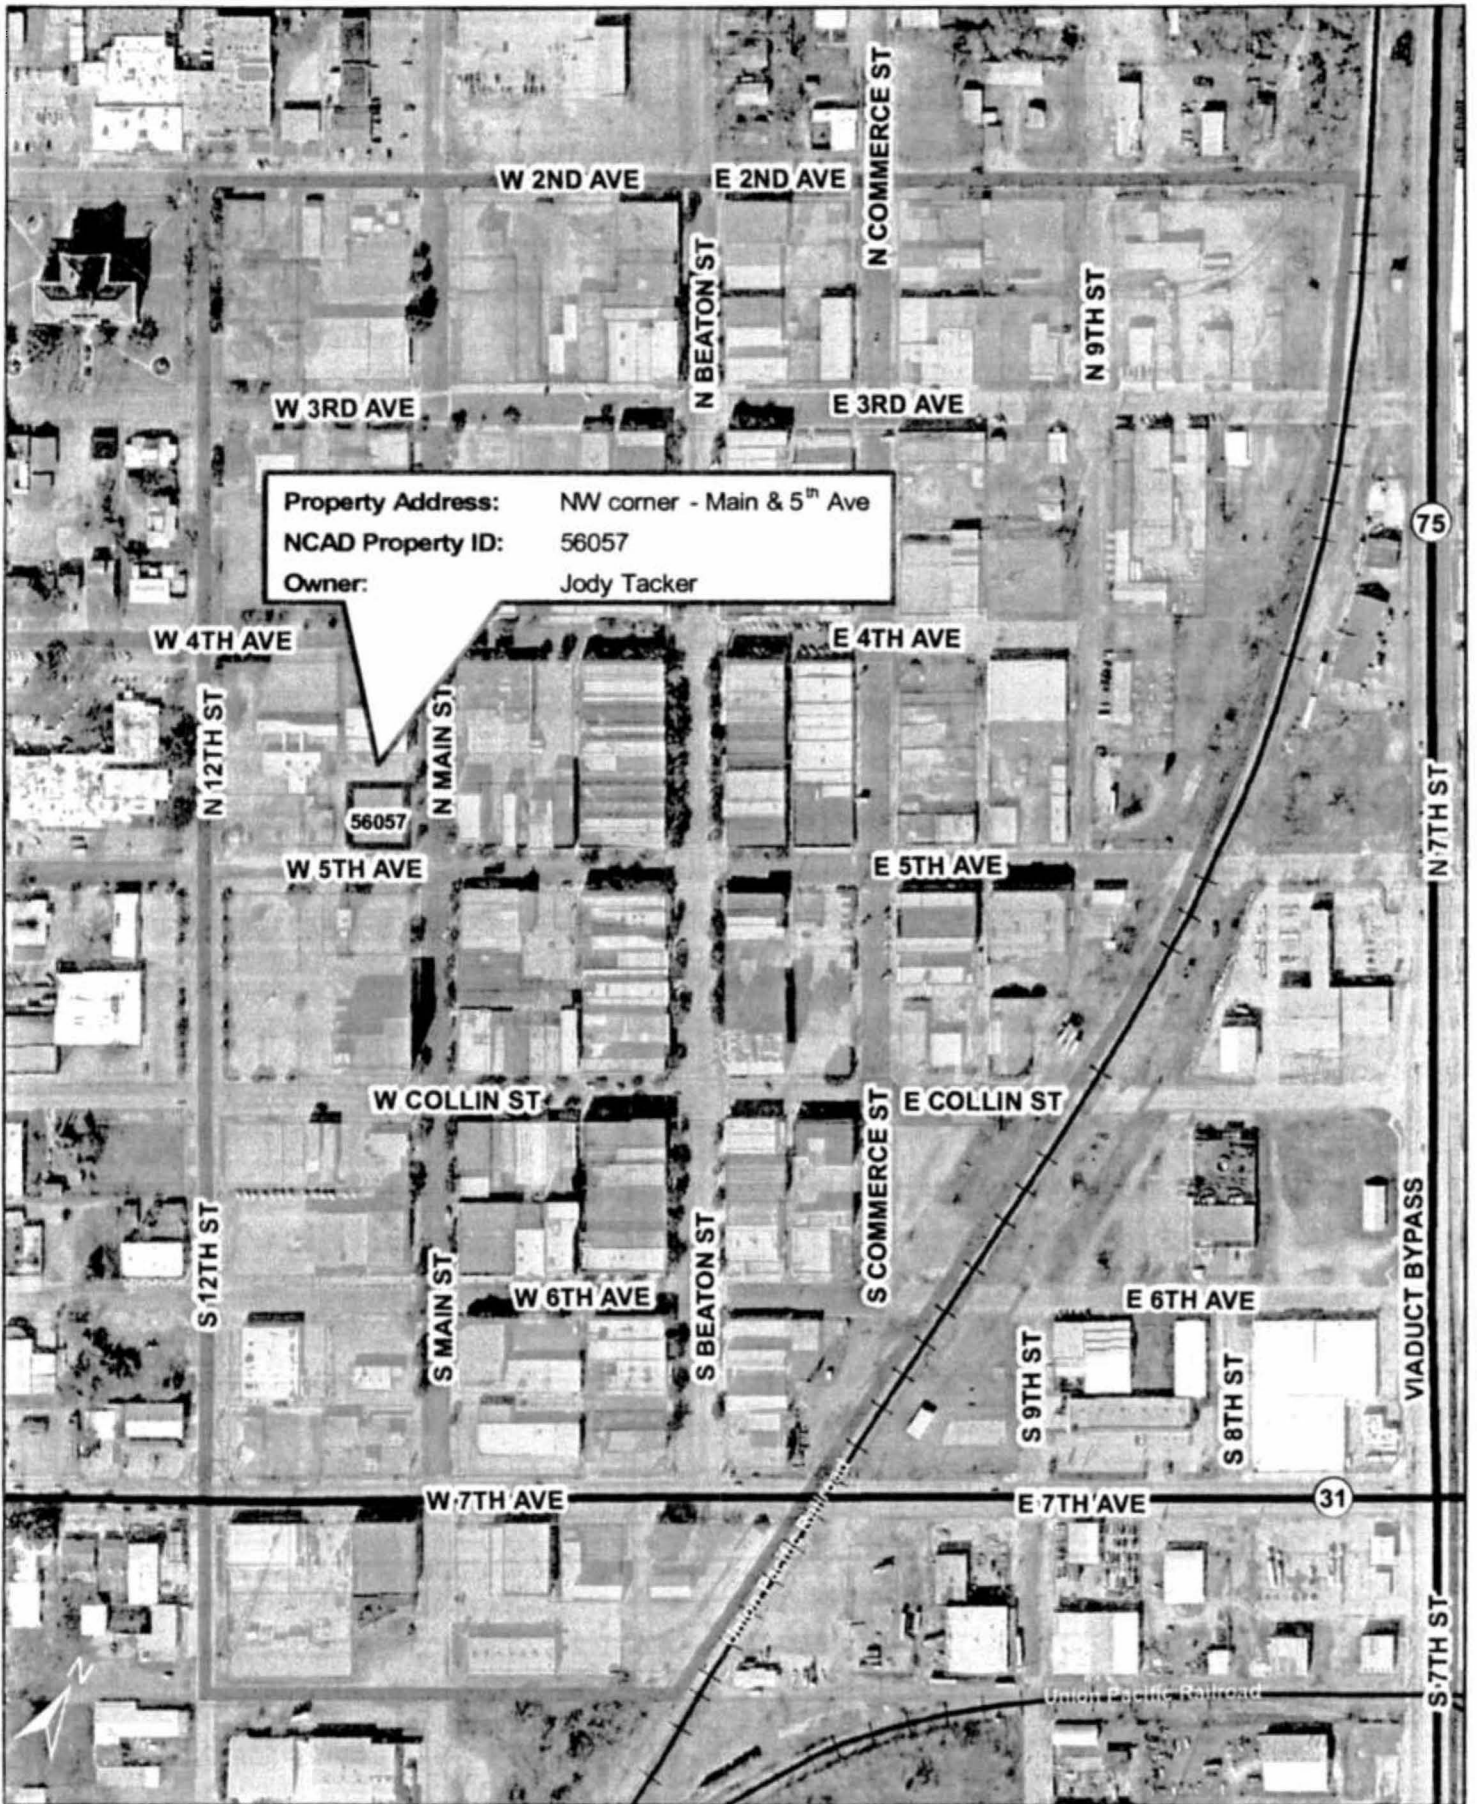 N COMMERCE ST
W 2ND AVE E 2ND AVE
N BEATON ST
N 9TH ST
W 3RD AVE E 3RD AVE
Property Address: NW corner - Main & 5th Ave
NCAD Property ID: 56057
Owner: Jody Tacker
75
W 4TH AVE E 4TH AVE
N 12TH ST
N MAIN ST
56057
N 7TH ST
W 5TH AVE E 5TH AVE
W COLLIN ST E COLLIN ST
S COMMERCE ST
S 12TH ST
S MAIN ST
S BEATON ST
VIADUCT BYPASS
W 6TH AVE E 6TH AVE
S 9TH ST
S 8TH ST
W 7TH AVE E 7TH AVE 31
Union Pacific Railroad
S 7TH ST
Union Pacific Railroad
N